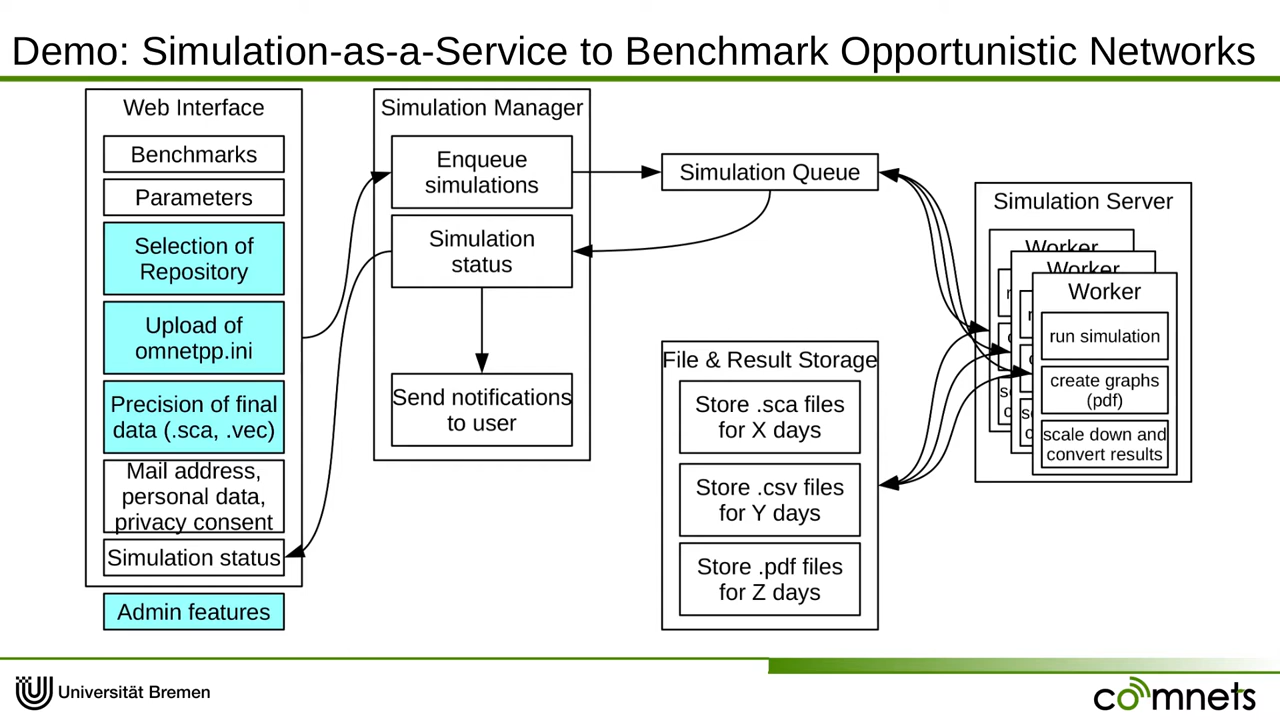 Demo: Simulation-as-a-Service to Benchmark Opportunistic Networks
Web Interface
Benchmarks
Parameters
Selection of
Repository
Upload of
omnetpp.ini
Precision of final
data (.sca, .vec)
Mail address,
personal data,
privacy consent
Simulation status
Admin features
Simulation Manager
Enqueue
simulations
Simulation
status
Send notifications
to user
Simulation Queue
File & Result Storage
Store .sca files
for X days
Store .csv files
for Y days
Store .pdf files
for Z days
Simulation Server
Worker
Worker
Worker
run simulation
create graphs
(pdf)
scale down and
convert results
Universität Bremen
comnets